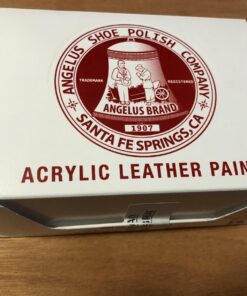 ANGELUS SHOE POLISH COMPANY
TRADEMARK
REGISTERED
ANGELUS BRAND
1907
SANTA FE SPRINGS, CA
ACRYLIC LEATHER PAIN